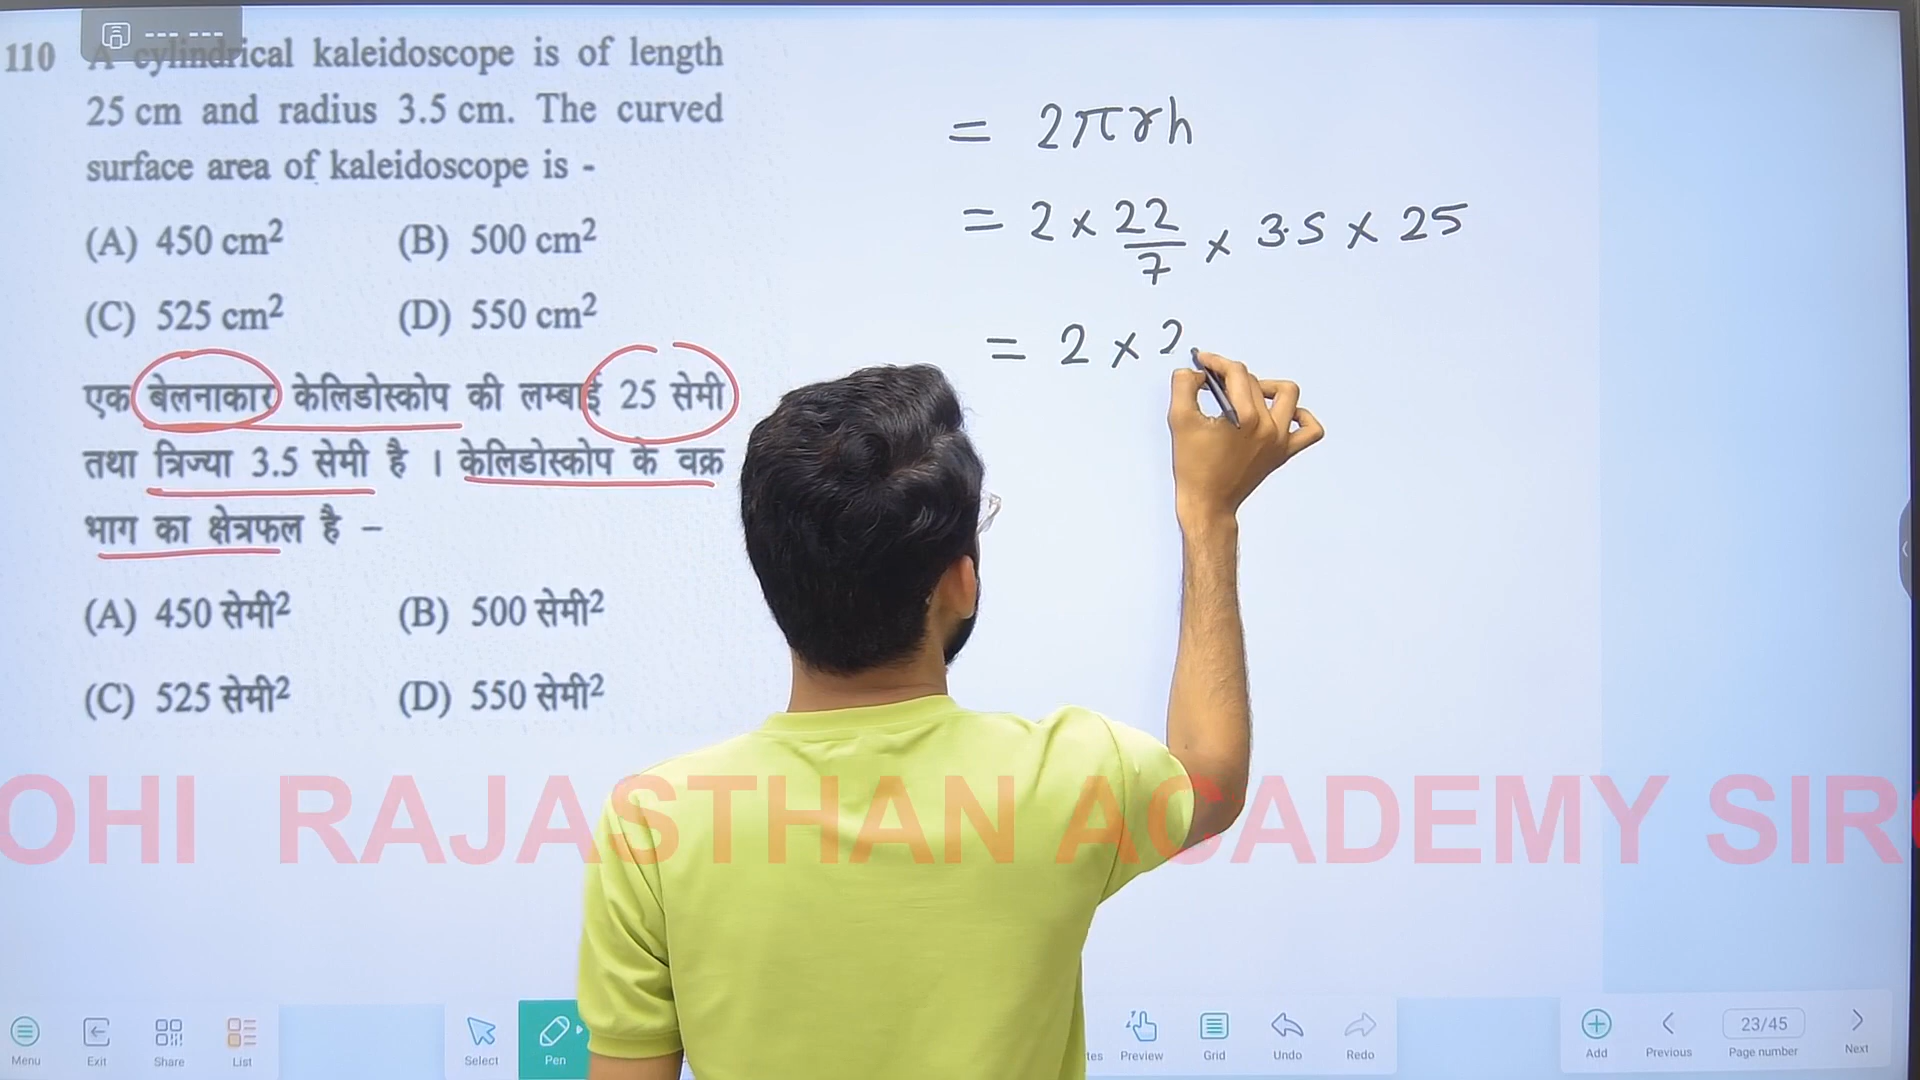 110 A cylindrical kaleidoscope is of length
25 cm and radius 3.5 cm. The curved
surface area of kaleidoscope is -
(A) 450 cm² (B) 500 cm²
(C) 525 cm² (D) 550 cm²
एक बेलनाकार केलिडोस्कोप की लम्बाई 25 सेमी
तथा त्रिज्या 3.5 सेमी है । केलिडोस्कोप के वक्र
भाग का क्षेत्रफल है –
(A) 450 सेमी² (B) 500 सेमी²
(C) 525 सेमी² (D) 550 सेमी²
= 2πrh
= 2 × 22/7 × 3.5 × 25
= 2 × 2
OHI RAJASTHAN ACADEMY SIR
Menu Exit Share List Select Pen tes Preview Grid Undo Redo Add Previous 23/45 Page number Next